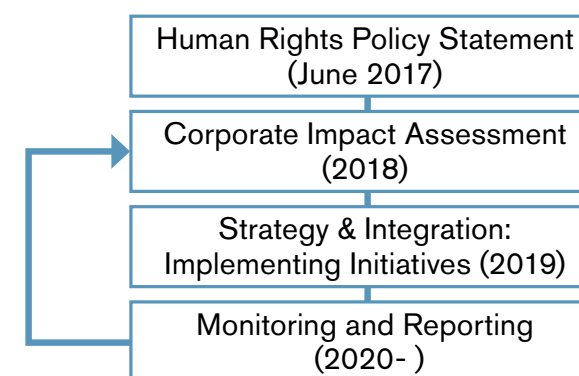 Human Rights Policy Statement
(June 2017)
Corporate Impact Assessment
(2018)
Strategy & Integration:
Implementing Initiatives (2019)
Monitoring and Reporting
(2020- )